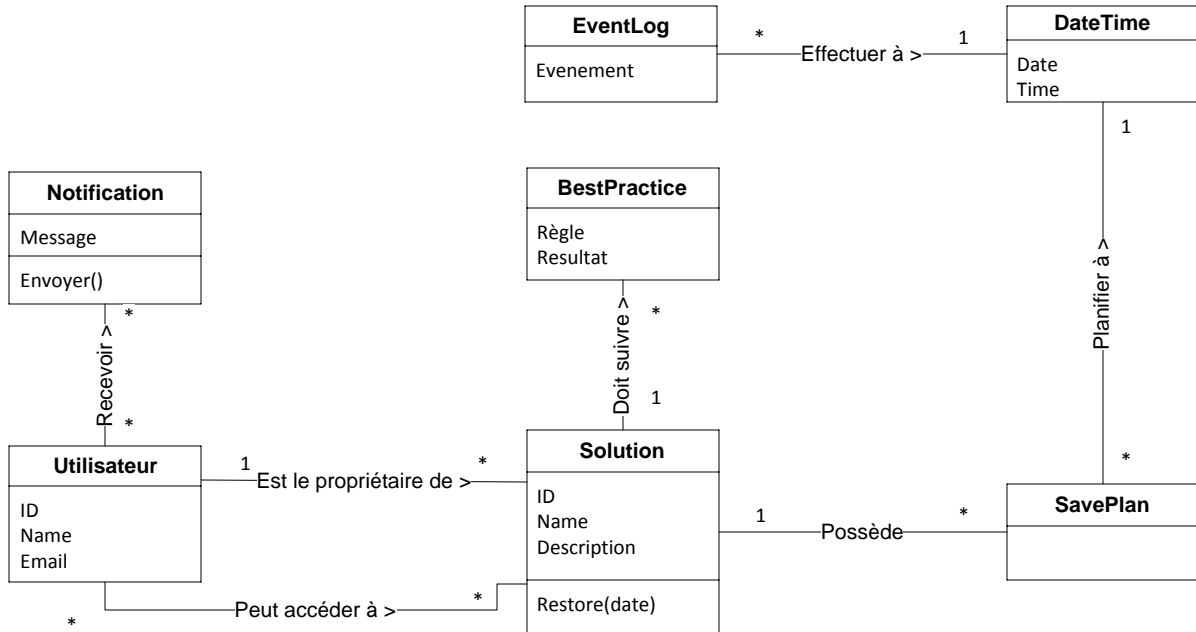 EventLog
Evenement
*
Effectuer à >
1
DateTime
Date
Time
1
Planifier à >
*
Notification
Message
Envoyer()
*
Recevoir >
*
BestPractice
Règle
Resultat
*
Doit suivre >
1
Utilisateur
ID
Name
Email
1
Est le propriétaire de >
*
Solution
ID
Name
Description
Restore(date)
1
Possède
*
SavePlan
*
Peut accéder à >
*